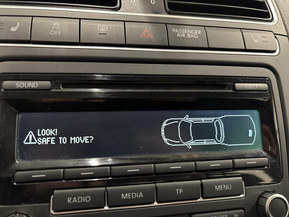 OFF
PASSENGER
AIR BAG
SOUND
LOOK!
SAFE TO MOVE?
RADIO
MEDIA
TP
MENU